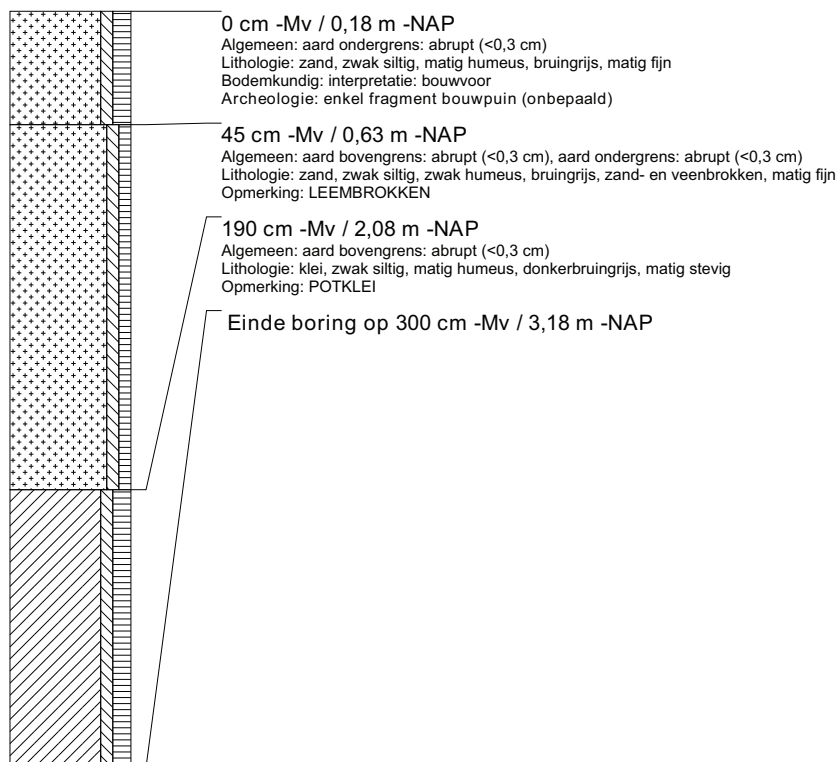 0 cm -Mv / 0,18 m -NAP
Algemeen: aard ondergrens: abrupt (<0,3 cm)
Lithologie: zand, zwak siltig, matig humeus, bruingrijs, matig fijn
Bodemkundig: interpretatie: bouwvoor
Archeologie: enkel fragment bouwpuin (onbepaald)
45 cm -Mv / 0,63 m -NAP
Algemeen: aard bovengrens: abrupt (<0,3 cm), aard ondergrens: abrupt (<0,3 cm)
Lithologie: zand, zwak siltig, zwak humeus, bruingrijs, zand- en veenbrokken, matig fijn
Opmerking: LEEMBROKKEN
190 cm -Mv / 2,08 m -NAP
Algemeen: aard bovengrens: abrupt (<0,3 cm)
Lithologie: klei, zwak siltig, matig humeus, donkerbruingrijs, matig stevig
Opmerking: POTKLEI
Einde boring op 300 cm -Mv / 3,18 m -NAP